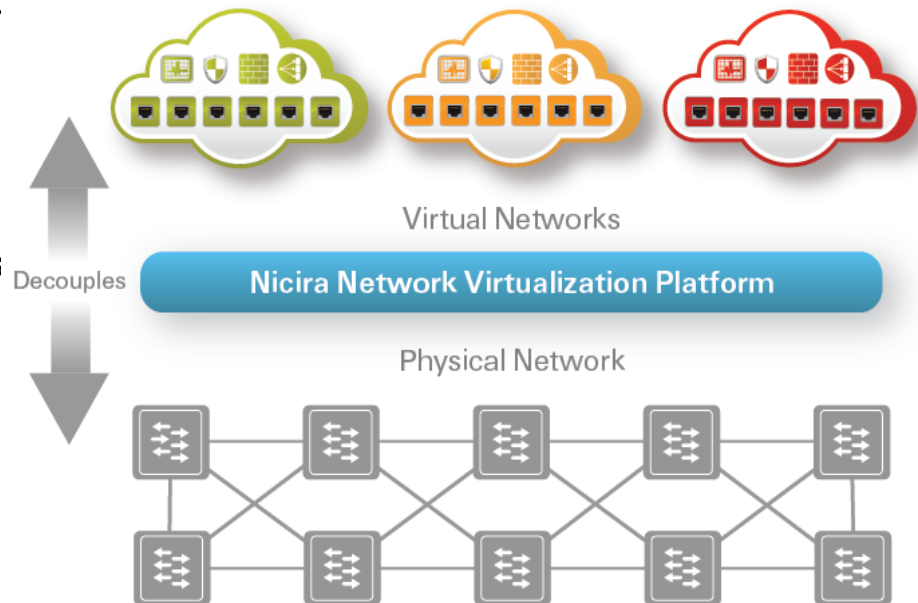 Virtual Networks
Decouples
Nicira Network Virtualization Platform
Physical Network